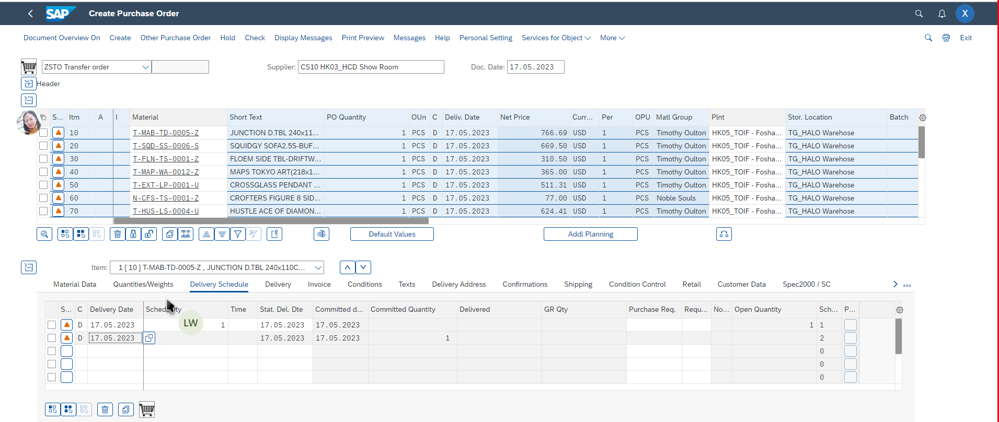 SAP Create Purchase Order X
Document Overview On Create Other Purchase Order Hold Check Display Messages Print Preview Messages Help Personal Setting Services for Object More Exit
ZSTO Transfer order Supplier: CS10 HK03_HCD Show Room Doc. Date: 17.05.2023
Header
S... Itm A I Material Short Text PO Quantity OUn C Deliv. Date Net Price Curr... Per OPU Matl Group Plnt Stor. Location Batch
10 T-MAB-TD-0005-Z JUNCTION D.TBL 240x11... 1 PCS D 17.05.2023 766.69 USD 1 PCS Timothy Oulton HK05_TOIF - Fosha... TG_HALO Warehose
20 T-SQD-SS-0006-S SQUIDGY SOFA2.5S-BUF... 1 PCS D 17.05.2023 669.50 USD 1 PCS Timothy Oulton HK05_TOIF - Fosha... TG_HALO Warehose
30 T-FLN-TS-0001-Z FLOEM SIDE TBL-DRIFTW... 1 PCS D 17.05.2023 310.50 USD 1 PCS Timothy Oulton HK05_TOIF - Fosha... TG_HALO Warehose
40 T-MAP-WA-0012-Z MAPS TOKYO ART(218x1... 1 PCS D 17.05.2023 365.00 USD 1 PCS Timothy Oulton HK05_TOIF - Fosha... TG_HALO Warehose
50 T-EXT-LP-0001-U CROSSGLASS PENDANT ... 1 PCS D 17.05.2023 511.31 USD 1 PCS Timothy Oulton HK05_TOIF - Fosha... TG_HALO Warehose
60 N-CFS-TS-0001-Z CROFTERS FIGURE 8 SID... 1 PCS D 17.05.2023 77.00 USD 1 PCS Noble Souls HK05_TOIF - Fosha... TG_HALO Warehose
70 T-HUS-LS-0004-U HUSTLE ACE OF DIAMON... 1 PCS D 17.05.2023 624.41 USD 1 PCS Timothy Oulton HK05_TOIF - Fosha... TG_HALO Warehose
Default Values Addl Planning
Item: 1 [ 10 ] T-MAB-TD-0005-Z , JUNCTION D.TBL 240x110C...
Material Data Quantities/Weights Delivery Schedule Delivery Invoice Conditions Texts Delivery Address Confirmations Shipping Condition Control Retail Customer Data Spec2000 / SC
S... C Delivery Date Time Stat. Del. Dte Committed d... Committed Quantity Delivered GR Qty Purchase Req. Requ... No... Open Quantity Sch... P...
D 17.05.2023 LW 1 17.05.2023 17.05.2023 1 1
D 17.05.2023 17.05.2023 17.05.2023 1 2
0
0
0